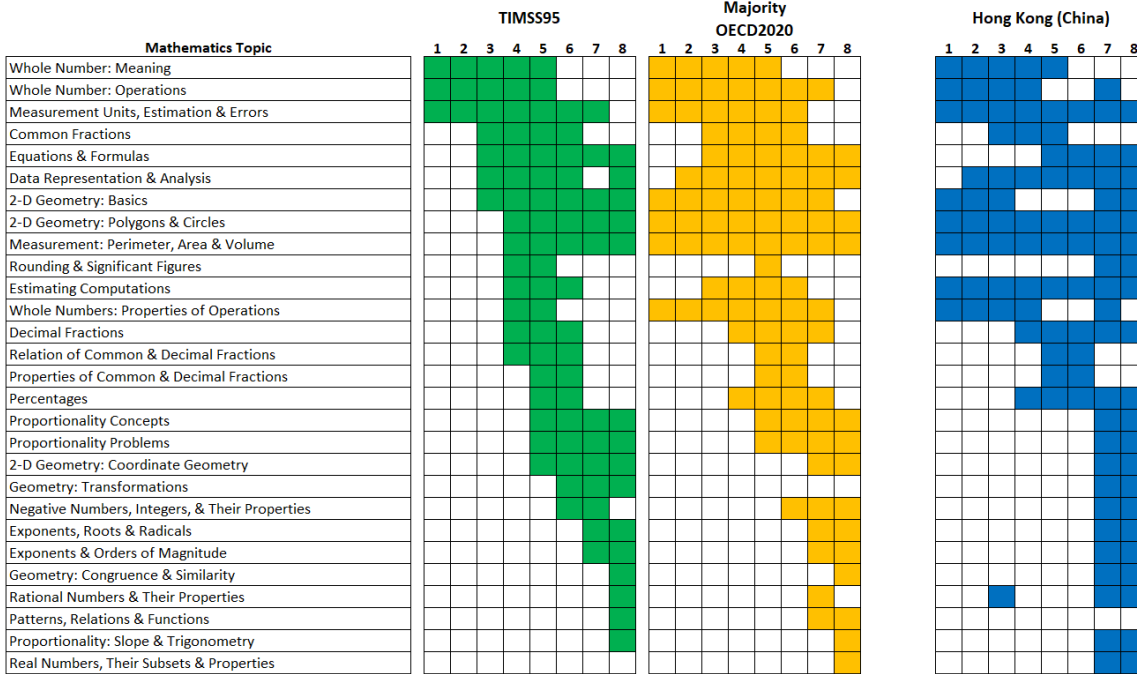 TIMSS95
Majority
OECD2020
Hong Kong (China)
Mathematics Topic
1 2 3 4 5 6 7 8
1 2 3 4 5 6 7 8
1 2 3 4 5 6 7 8
Whole Number: Meaning
Whole Number: Operations
Measurement Units, Estimation & Errors
Common Fractions
Equations & Formulas
Data Representation & Analysis
2-D Geometry: Basics
2-D Geometry: Polygons & Circles
Measurement: Perimeter, Area & Volume
Rounding & Significant Figures
Estimating Computations
Whole Numbers: Properties of Operations
Decimal Fractions
Relation of Common & Decimal Fractions
Properties of Common & Decimal Fractions
Percentages
Proportionality Concepts
Proportionality Problems
2-D Geometry: Coordinate Geometry
Geometry: Transformations
Negative Numbers, Integers, & Their Properties
Exponents, Roots & Radicals
Exponents & Orders of Magnitude
Geometry: Congruence & Similarity
Rational Numbers & Their Properties
Patterns, Relations & Functions
Proportionality: Slope & Trigonometry
Real Numbers, Their Subsets & Properties